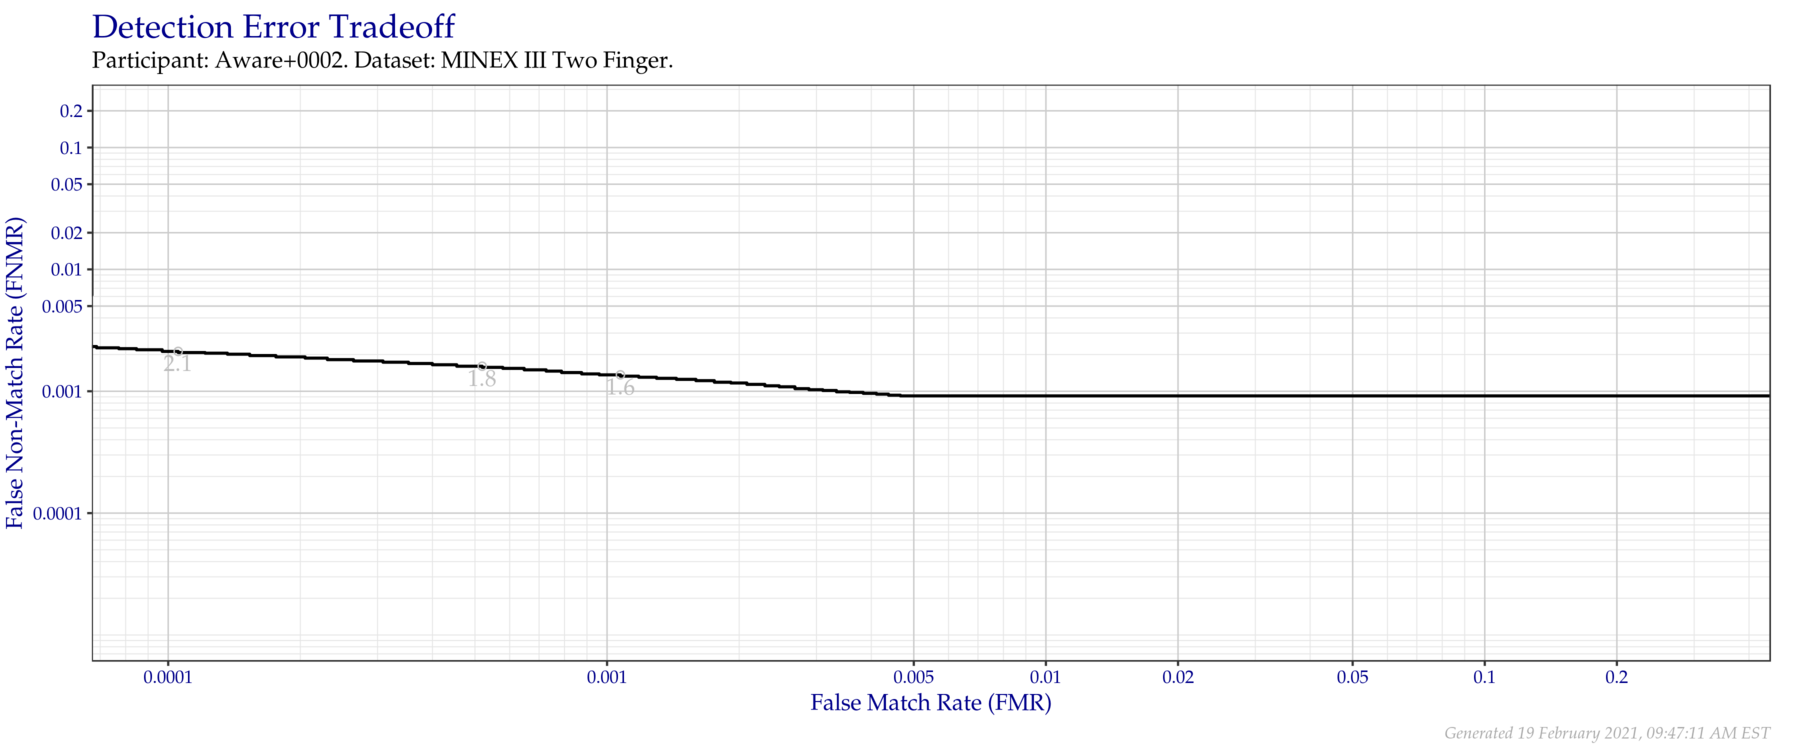 Detection Error Tradeoff
Participant: Aware+0002. Dataset: MINEX III Two Finger.
False Non-Match Rate (FNMR)
0.2
0.1
0.05
0.02
0.01
0.005
0.001
0.0001
2.1
1.8
1.6
0.0001 0.001 0.005 0.01 0.02 0.05 0.1 0.2
False Match Rate (FMR)
Generated 19 February 2021, 09:47:11 AM EST